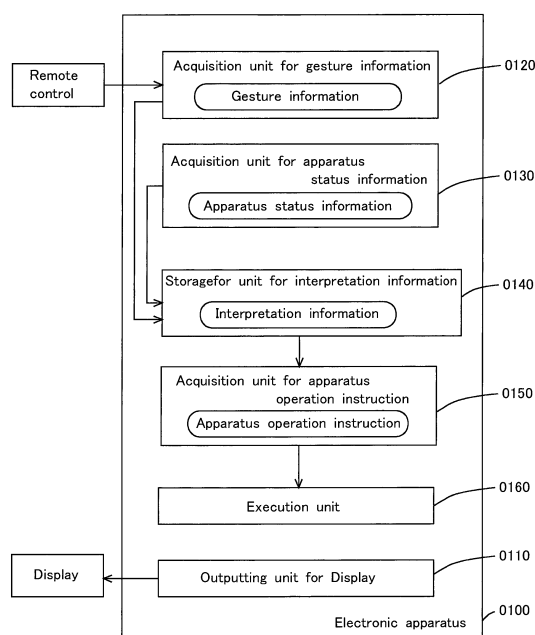 Remote
control
Acquisition unit for gesture information
Gesture information
0120
Acquisition unit for apparatus
status information
Apparatus status information
0130
Storagefor unit for interpretation information
Interpretation information
0140
Acquisition unit for apparatus
operation instruction
Apparatus operation instruction
0150
Execution unit
0160
Display
Outputting unit for Display
0110
Electronic apparatus
0100